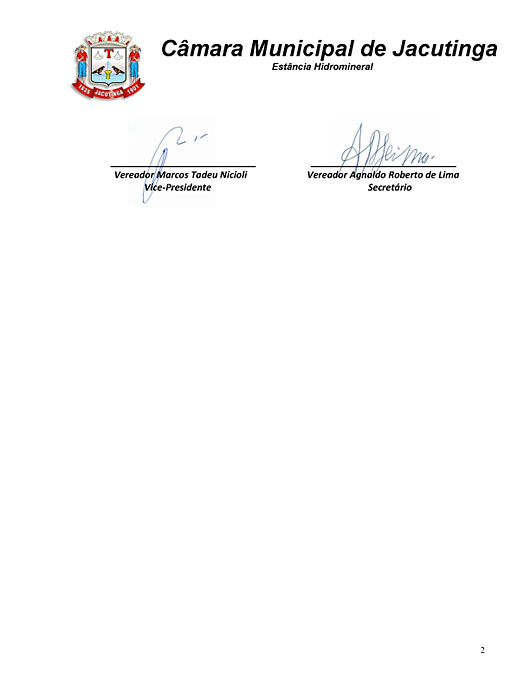 Câmara Municipal de Jacutinga
Estância Hidromineral
T
1835 JACUTINGA 1901
Vereador Marcos Tadeu Nicioli
Vice-Presidente
Vereador Agnaldo Roberto de Lima
Secretário
2